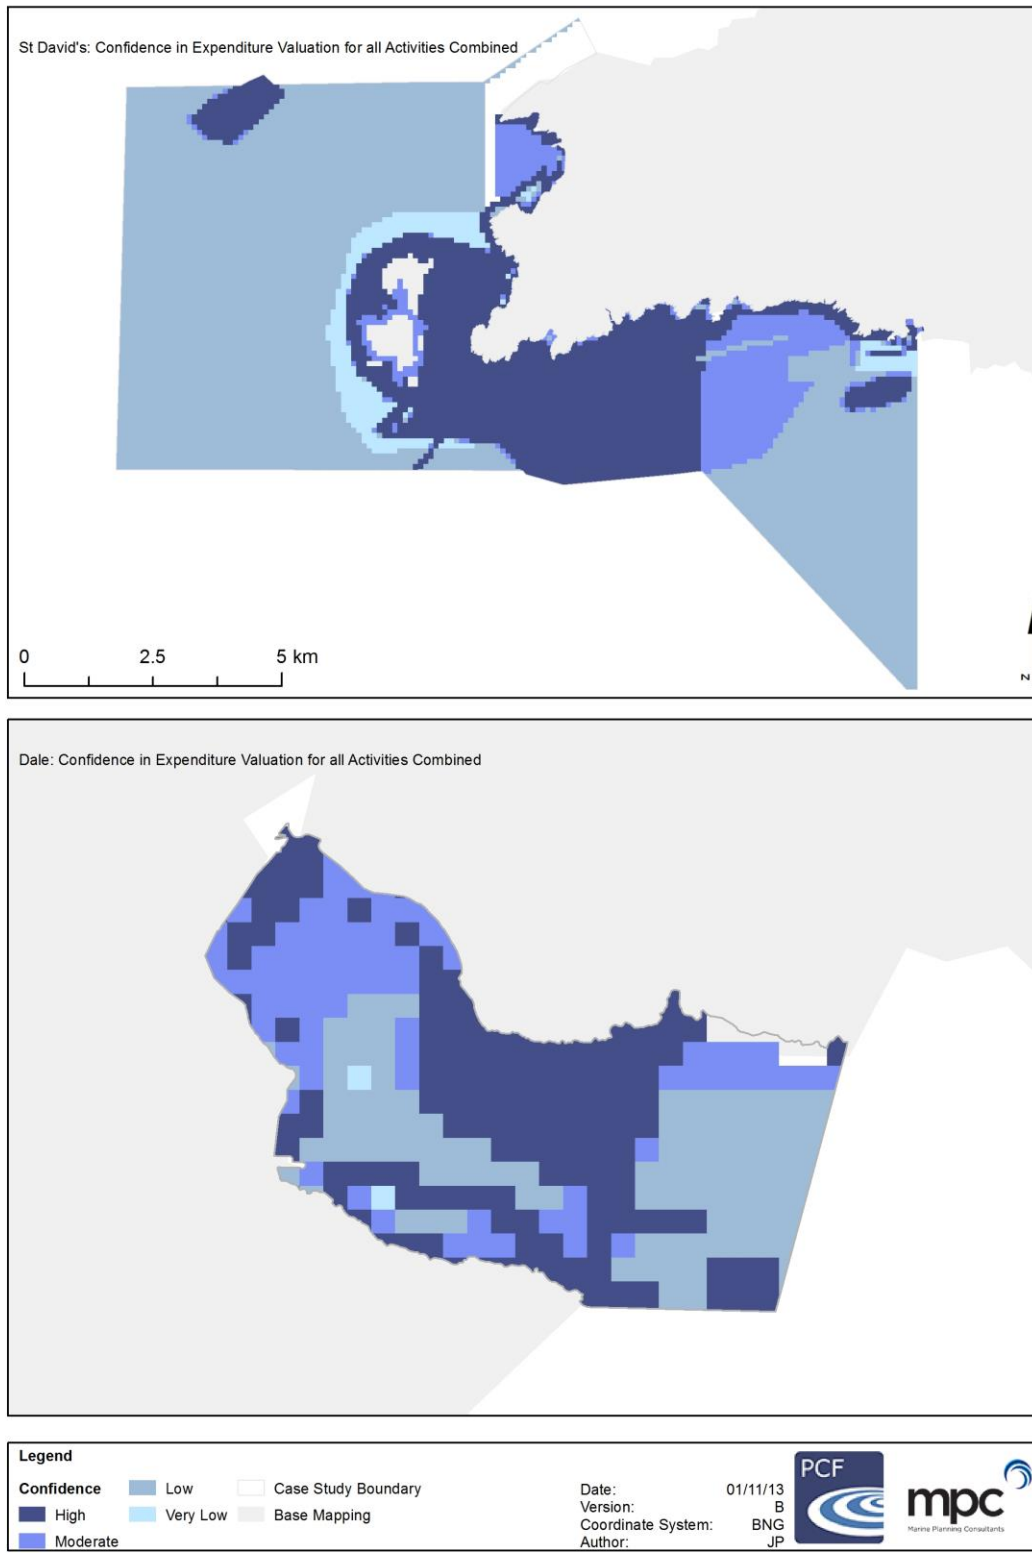 St David's: Confidence in Expenditure Valuation for all Activities Combined
0 2.5 5 km
z
Dale: Confidence in Expenditure Valuation for all Activities Combined
Legend
Confidence
High
Moderate
Low
Very Low
Case Study Boundary
Base Mapping
Date: 01/11/13
Version: B
Coordinate System: BNG
Author: JP
PCF
mpc
Marine Planning Consultants